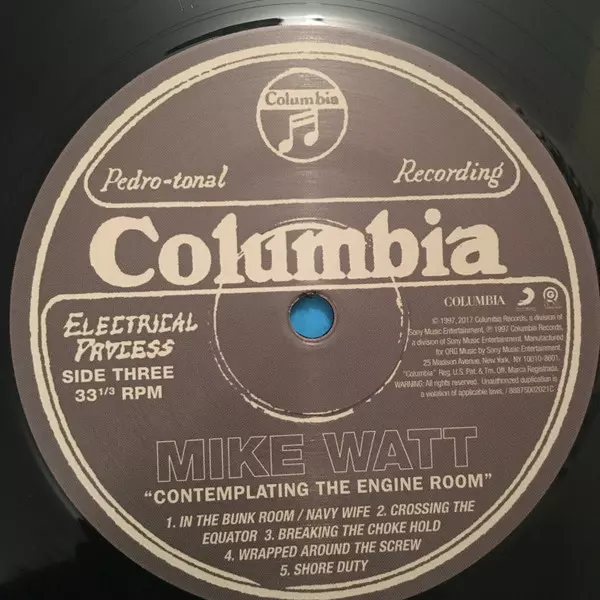 Columbia
Pedro-tonal Recording
Columbia
ELECTRICAL
PROCESS
SIDE THREE
33 1/3 RPM
COLUMBIA
© 1997, 2017 Columbia Records, a division of
Sony Music Entertainment, ℗ 1997 Columbia Records,
a division of Sony Music Entertainment. Manufactured
for ORG Music by Sony Music Entertainment.
25 Madison Avenue, New York, NY 10010-8601.
"Columbia" Reg. U.S. Pat & Tm. Off. Marca Registrada.
WARNING: All rights reserved. Unauthorized duplication is
a violation of applicable laws. / 88875002021C
MIKE WATT
"CONTEMPLATING THE ENGINE ROOM"
1. IN THE BUNK ROOM / NAVY WIFE 2. CROSSING THE
EQUATOR 3. BREAKING THE CHOKE HOLD
4. WRAPPED AROUND THE SCREW
5. SHORE DUTY